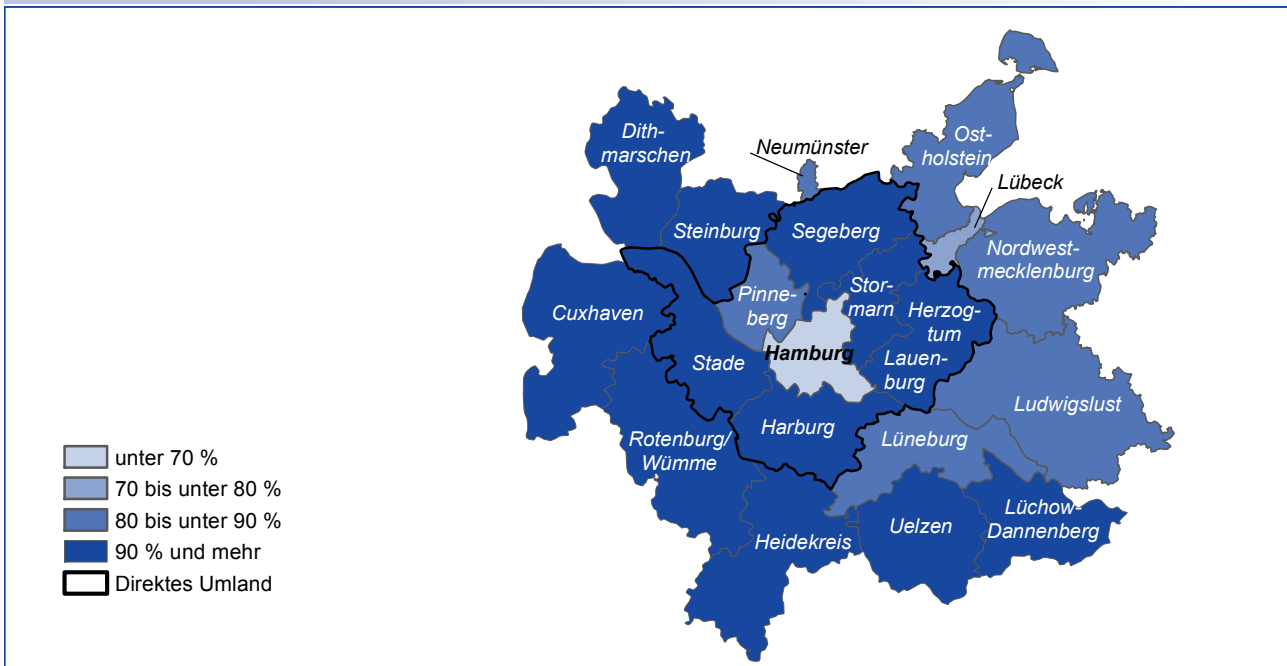 Dith-
marschen
Neumünster
Ost-
holstein
Lübeck
Steinburg
Segeberg
Nordwest-
mecklenburg
Cuxhaven
Pinne-
berg
Stor-
marn
Herzog-
tum
Lauen-
burg
Hamburg
Stade
Ludwigslust
Harburg
Lüneburg
Rotenburg/
Wümme
Lüchow-
Dannenberg
Uelzen
Heidekreis
unter 70 %
70 bis unter 80 %
80 bis unter 90 %
90 % und mehr
Direktes Umland